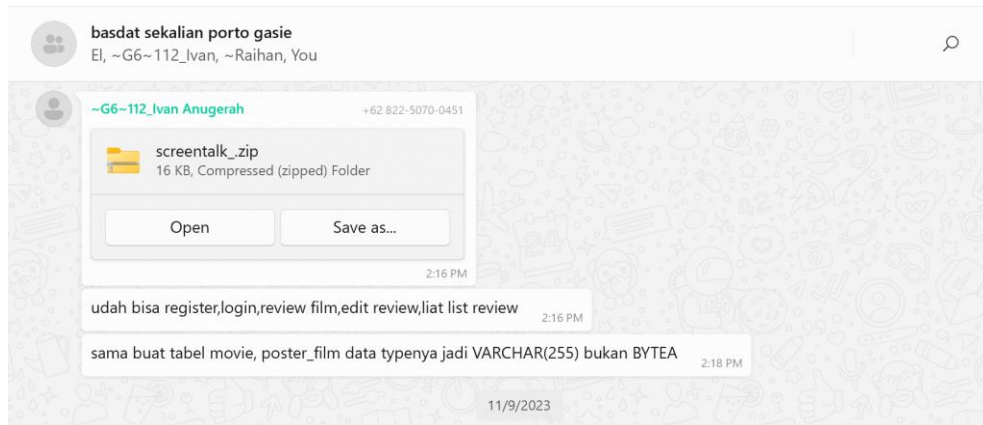 basdat sekalian porto gasie
El, ~G6~112_Ivan, ~Raihan, You
~G6~112_Ivan Anugerah +62 822-5070-0451
screentalk_.zip
16 KB, Compressed (zipped) Folder
Open Save as...
2:16 PM
udah bisa register,login,review film,edit review,liat list review 2:16 PM
sama buat tabel movie, poster_film data typenya jadi VARCHAR(255) bukan BYTEA 2:18 PM
11/9/2023